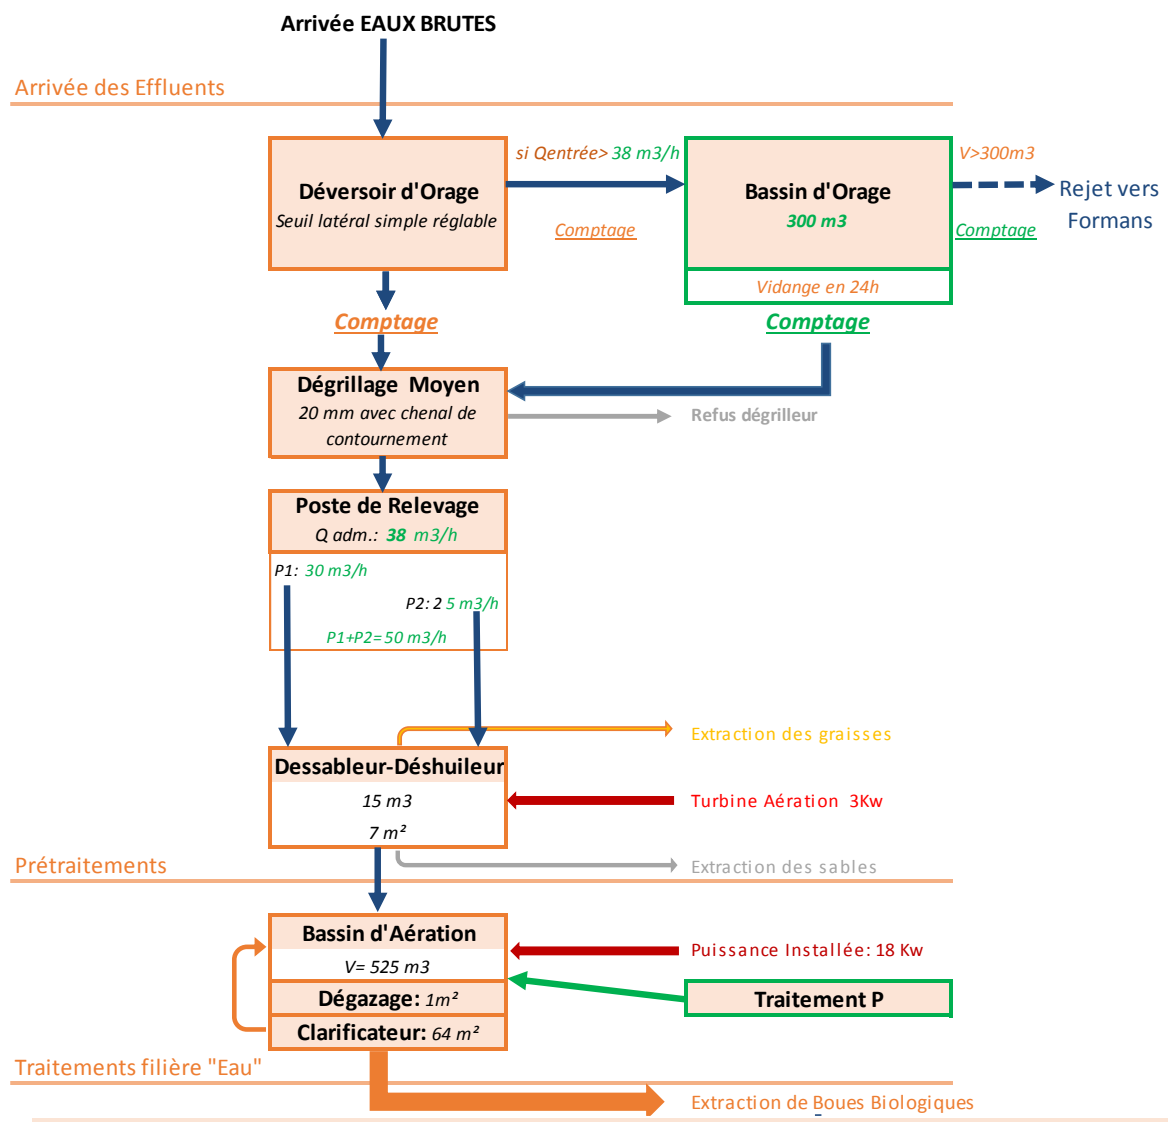 Arrivée EAUX BRUTES
Arrivée des Effluents
si Qentrée> 38 m3/h
V>300m3
Déversoir d'Orage
Seuil latéral simple réglable
Bassin d'Orage
300 m3
Rejet vers
Formans
Comptage
Comptage
Vidange en 24h
Comptage
Comptage
Dégrillage Moyen
20 mm avec chenal de
contournement
Refus dégrilleur
Poste de Relevage
Q adm.: 38 m3/h
P1: 30 m3/h
P2: 2 5 m3/h
P1+P2= 50 m3/h
Extraction des graisses
Dessableur-Déshuileur
15 m3
7 m²
Turbine Aération 3Kw
Extraction des sables
Prétraitements
Bassin d'Aération
V= 525 m3
Puissance Installée: 18 Kw
Dégazage: 1m²
Traitement P
Clarificateur: 64 m²
Traitements filière "Eau"
Extraction de Boues Biologiques